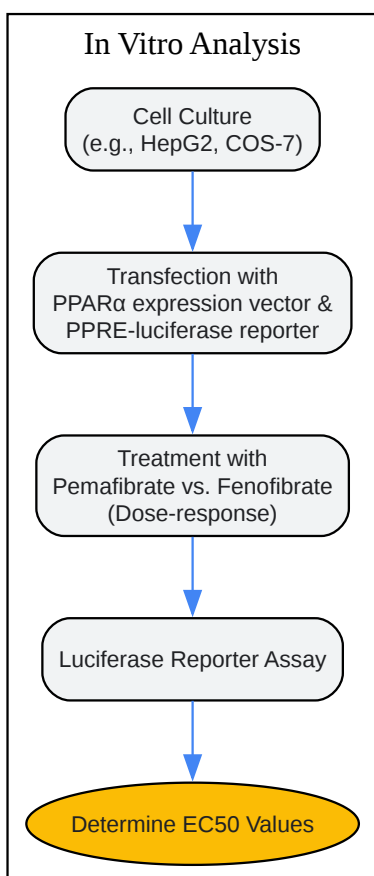 In Vitro Analysis
Cell Culture
(e.g., HepG2, COS-7)
Transfection with
PPARα expression vector &
PPRE-luciferase reporter
Treatment with
Pemafibrate vs. Fenofibrate
(Dose-response)
Luciferase Reporter Assay
Determine EC50 Values